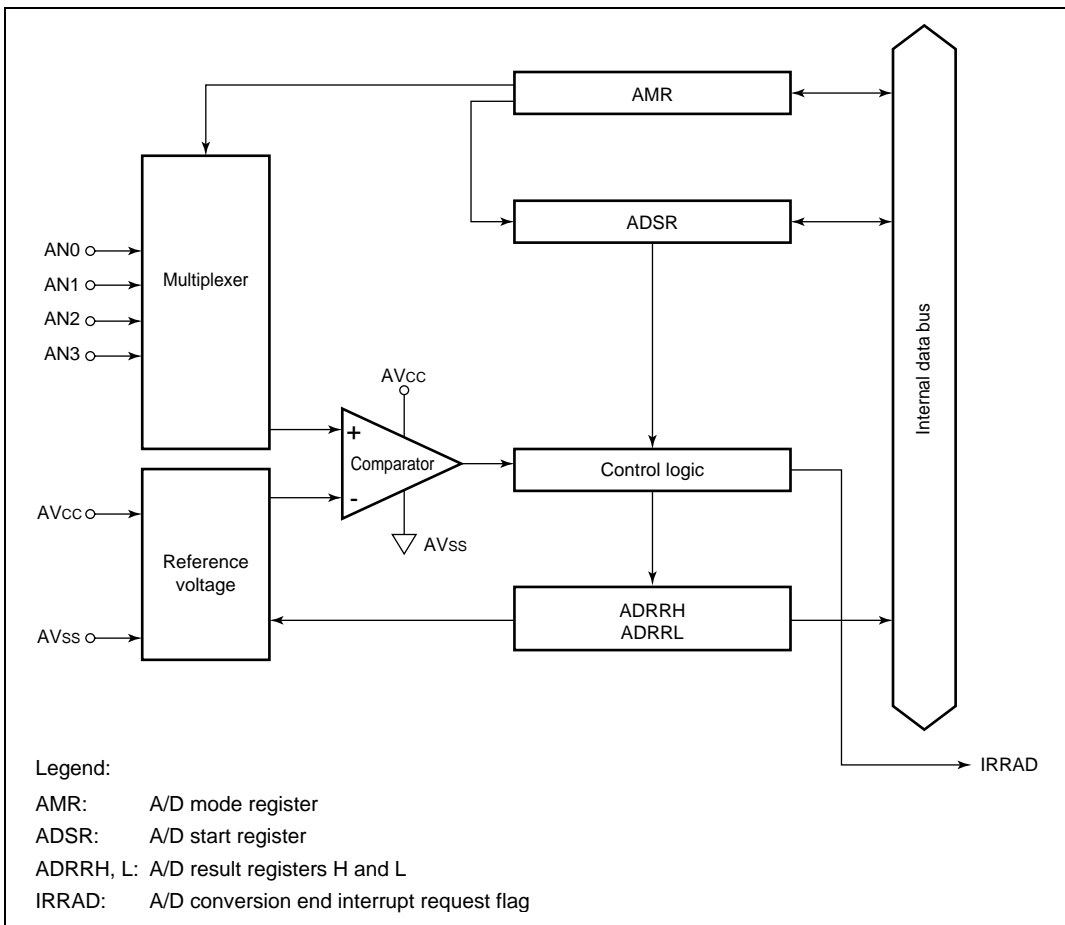 AMR
ADSR
AN0
AN1
AN2
AN3
Multiplexer
Internal data bus
AVCC
+
Comparator
-
AVSS
Control logic
AVCC
Reference
voltage
AVSS
ADRRH
ADRRL
IRRAD
Legend:
AMR: A/D mode register
ADSR: A/D start register
ADRRH, L: A/D result registers H and L
IRRAD: A/D conversion end interrupt request flag